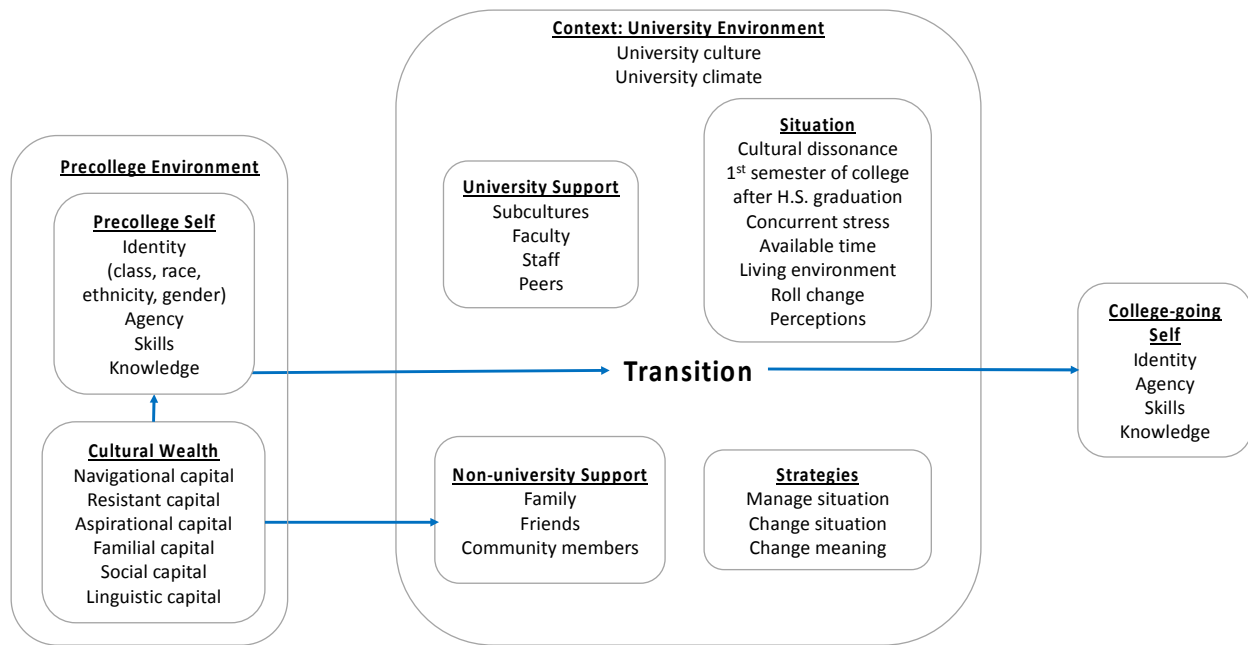 Context: University Environment
University culture
University climate
Precollege Environment
Precollege Self
Identity
(class, race,
ethnicity, gender)
Agency
Skills
Knowledge
Cultural Wealth
Navigational capital
Resistant capital
Aspirational capital
Familial capital
Social capital
Linguistic capital
University Support
Subcultures
Faculty
Staff
Peers
Situation
Cultural dissonance
1st semester of college
after H.S. graduation
Concurrent stress
Available time
Living environment
Roll change
Perceptions
Transition
Non-university Support
Family
Friends
Community members
Strategies
Manage situation
Change situation
Change meaning
College-going
Self
Identity
Agency
Skills
Knowledge